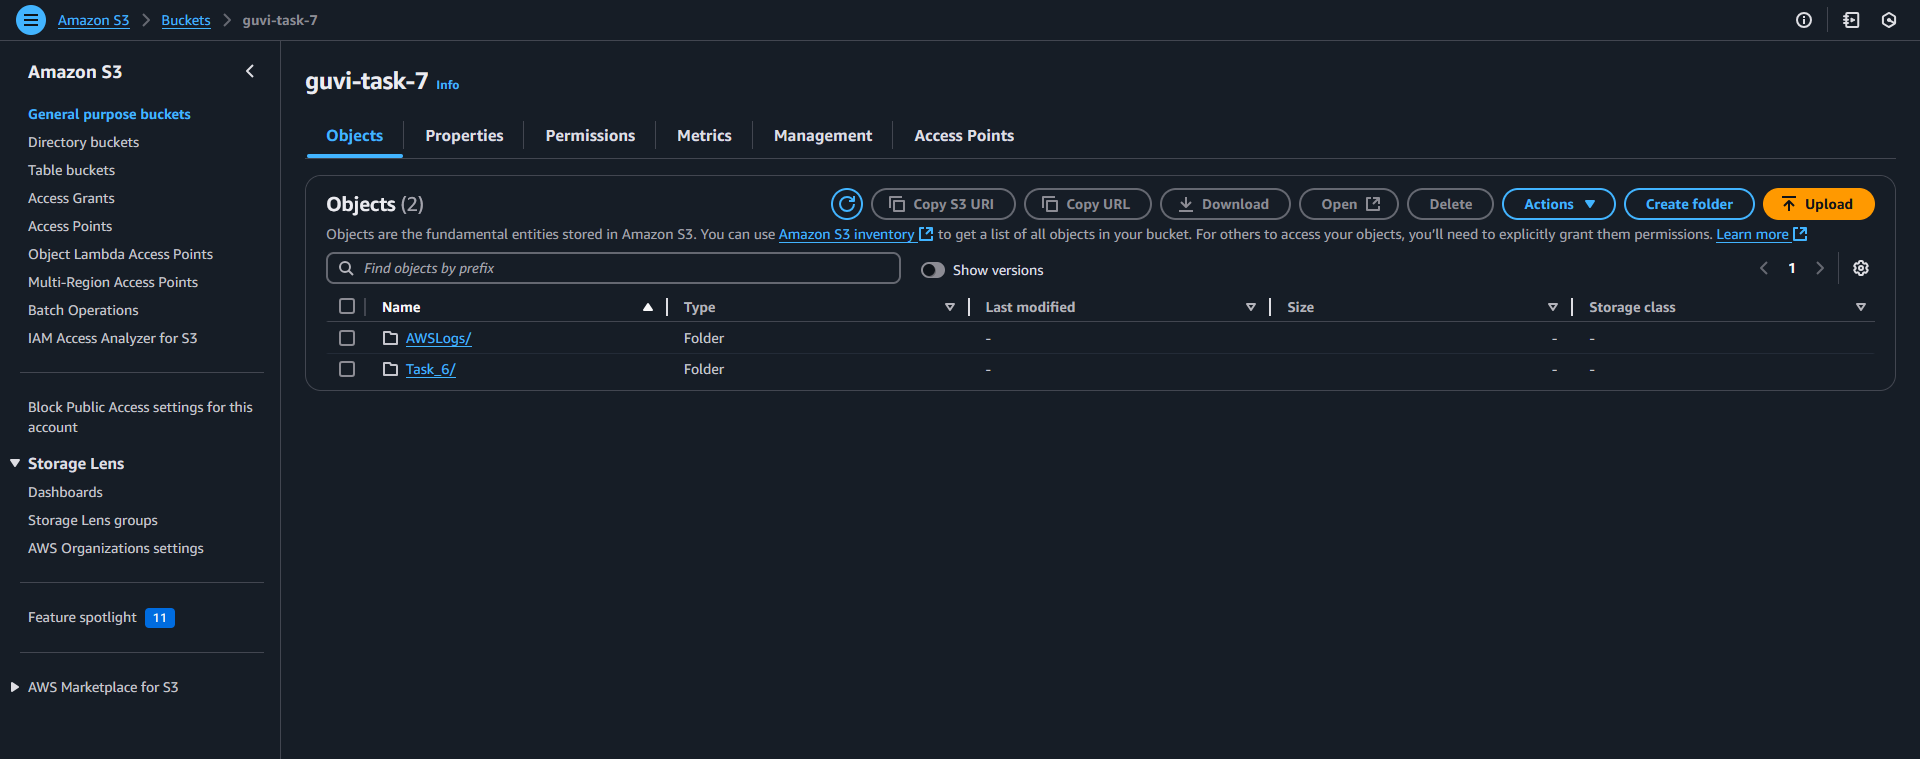 Amazon S3 > Buckets > guvi-task-7
Amazon S3
General purpose buckets
Directory buckets
Table buckets
Access Grants
Access Points
Object Lambda Access Points
Multi-Region Access Points
Batch Operations
IAM Access Analyzer for S3
Block Public Access settings for this
account
Storage Lens
Dashboards
Storage Lens groups
AWS Organizations settings
Feature spotlight 11
AWS Marketplace for S3
guvi-task-7 Info
Objects Properties Permissions Metrics Management Access Points
Objects (2) Copy S3 URI Copy URL Download Open Delete Actions Create folder Upload
Objects are the fundamental entities stored in Amazon S3. You can use Amazon S3 inventory to get a list of all objects in your bucket. For others to access your objects, you'll need to explicitly grant them permissions. Learn more
Find objects by prefix Show versions 1
Name Type Last modified Size Storage class
AWSLogs/ Folder - - -
Task_6/ Folder - - -